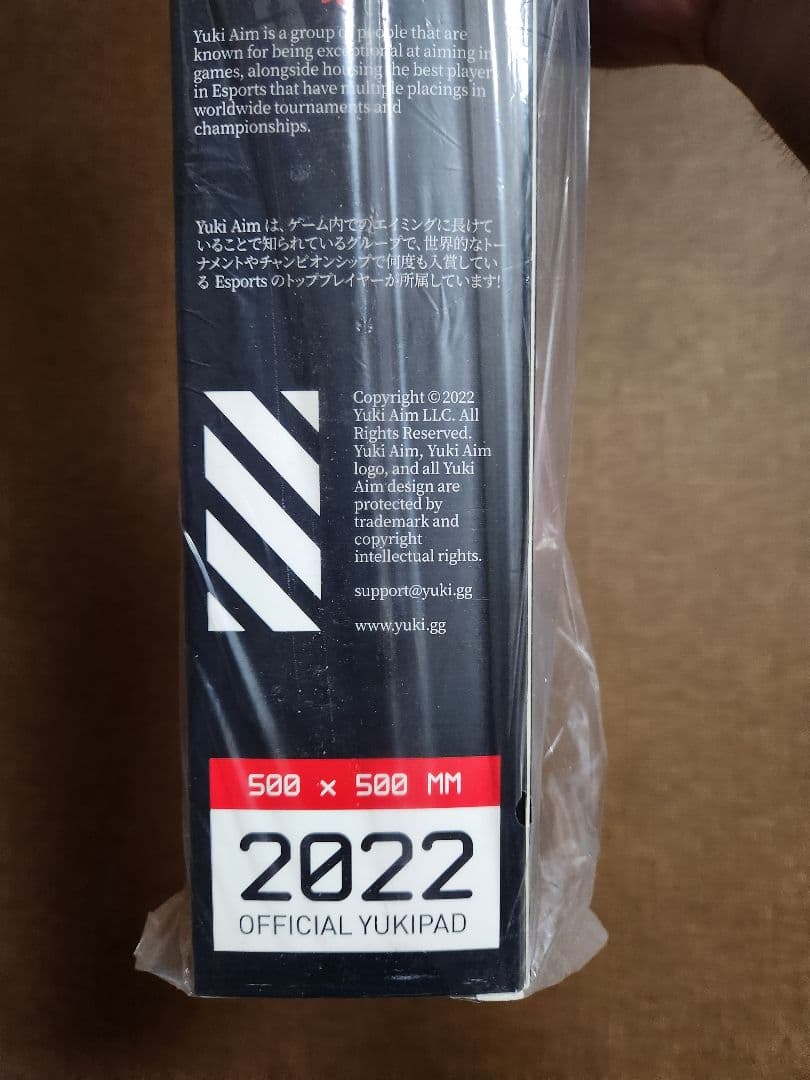 Yuki Aim is a group of people that are
known for being exceptional at aiming in
games, alongside housing the best player
in Esports that have multiple placings in
worldwide tournaments and
championships.
Yuki Aim は、ゲーム内でのエイミングに長けて
いることで知られているグループで、世界的なトー
ナメントやチャンピオンシップで何度も入賞してい
る Esports のトッププレイヤーが所属しています!
Copyright ©2022
Yuki Aim LLC. All
Rights Reserved.
Yuki Aim, Yuki Aim
logo, and all Yuki
Aim design are
protected by
trademark and
copyright
intellectual rights.
support@yuki.gg
www.yuki.gg
500 x 500 MM
2022
OFFICIAL YUKIPAD